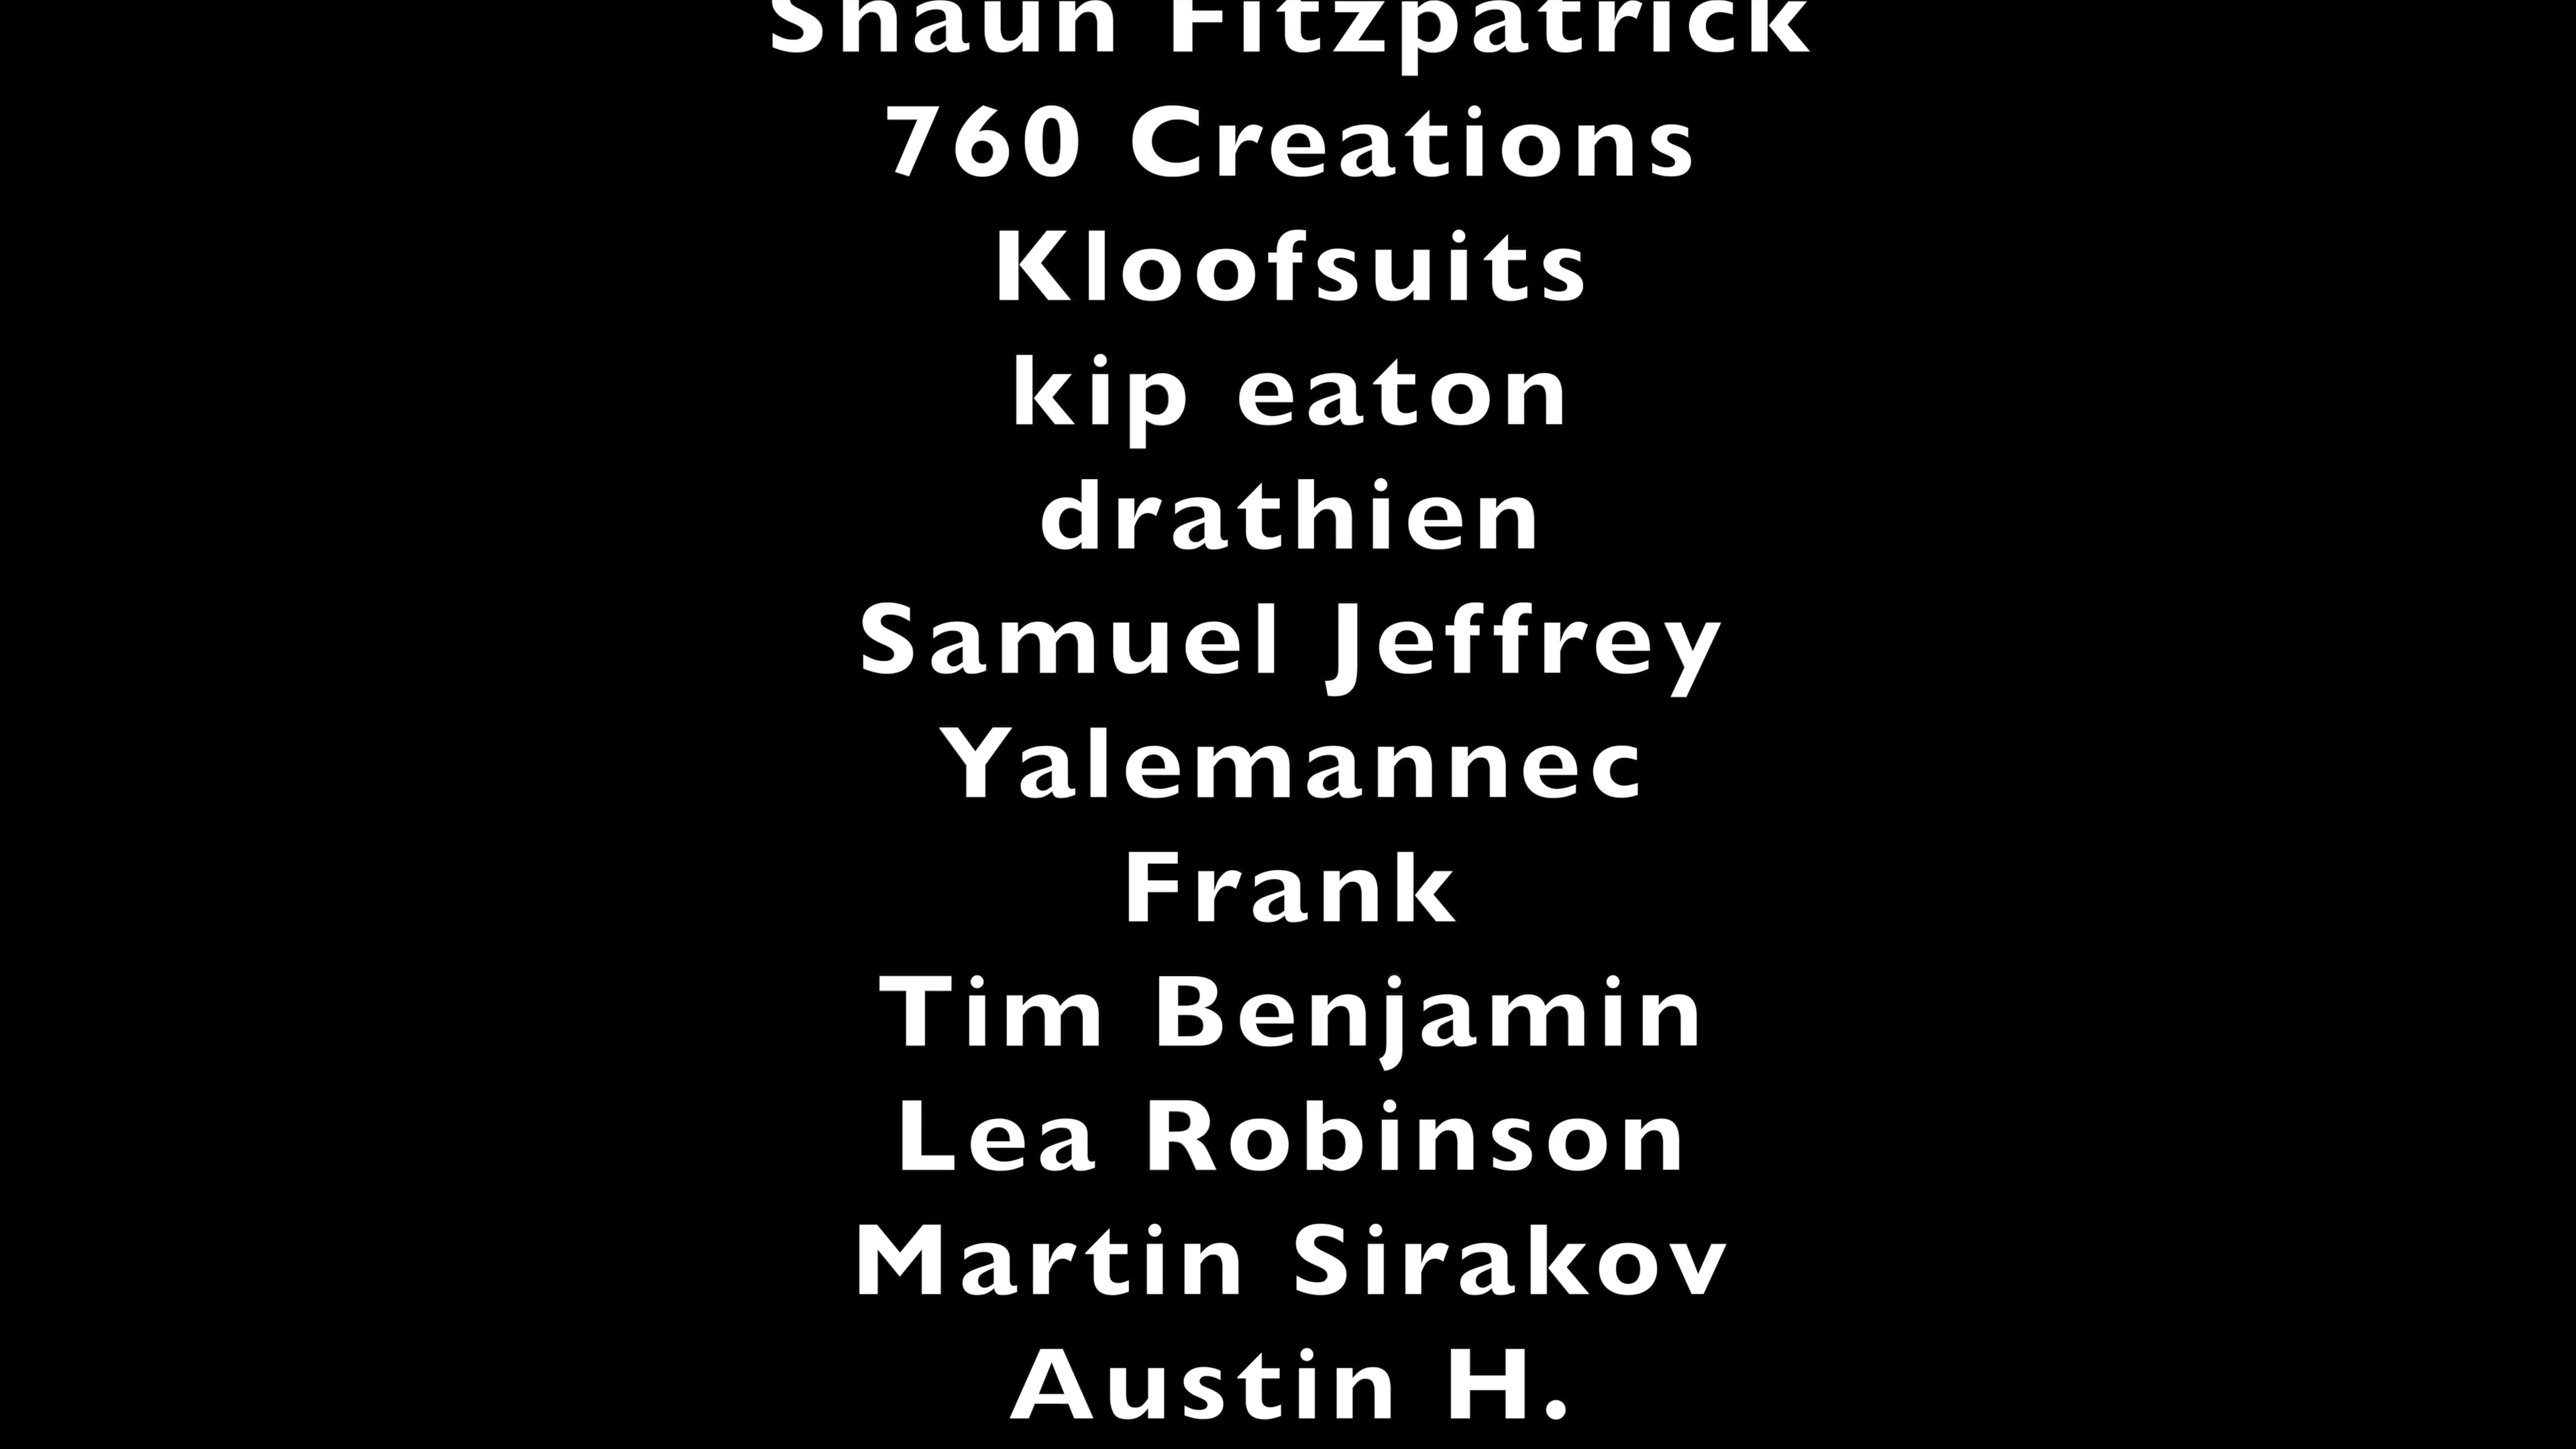 Shaun Fitzpatrick
760 Creations
Kloofsuits
kip eaton
drathien
Samuel Jeffrey
Yalemannec
Frank
Tim Benjamin
Lea Robinson
Martin Sirakov
Austin H.